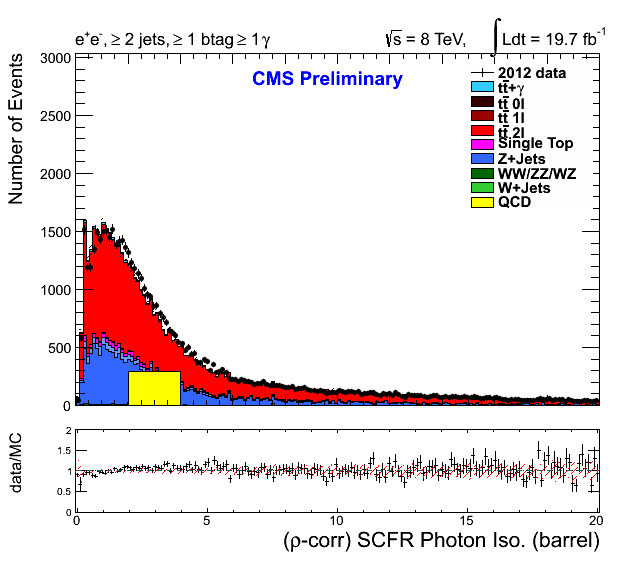 e⁺e⁻, ≥ 2 jets, ≥ 1 btag ≥ 1 γ
√s = 8 TeV, ∫ Ldt = 19.7 fb⁻¹
Number of Events
3000
2500
2000
1500
1000
500
0
CMS Preliminary
2012 data
tt̄+γ
tt̄ 0l
tt̄ 1l
tt̄ 2l
Single Top
Z+Jets
WW/ZZ/WZ
W+Jets
QCD
data/MC
2
1.5
1
0.5
0
0 5 10 15 20
(ρ-corr) SCFR Photon Iso. (barrel)